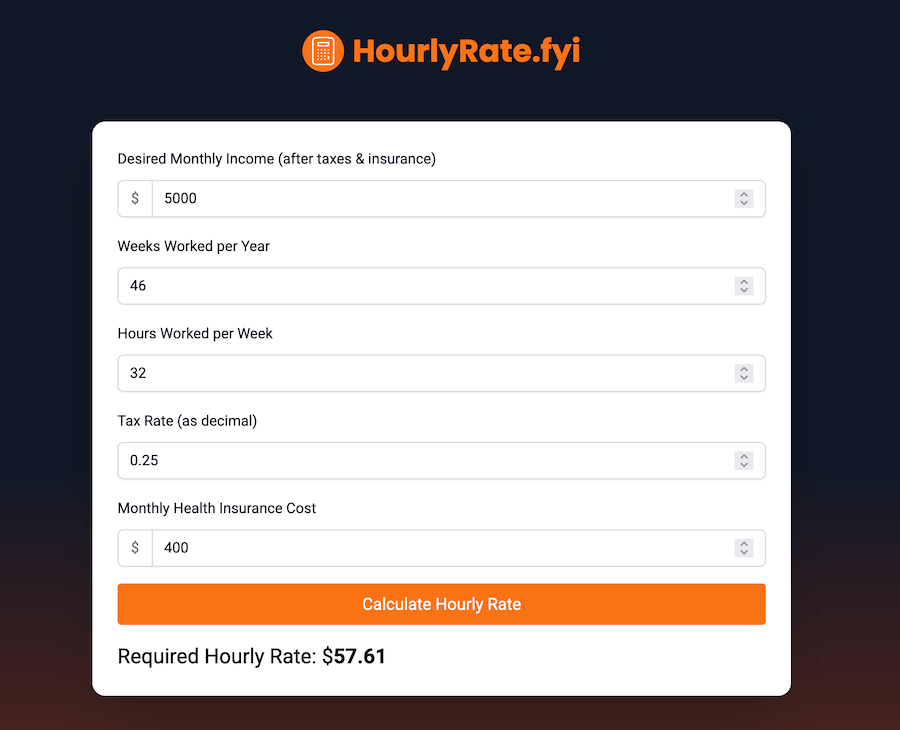 HourlyRate.fyi
Desired Monthly Income (after taxes & insurance)
$ 5000
Weeks Worked per Year
46
Hours Worked per Week
32
Tax Rate (as decimal)
0.25
Monthly Health Insurance Cost
$ 400
Calculate Hourly Rate
Required Hourly Rate: $57.61